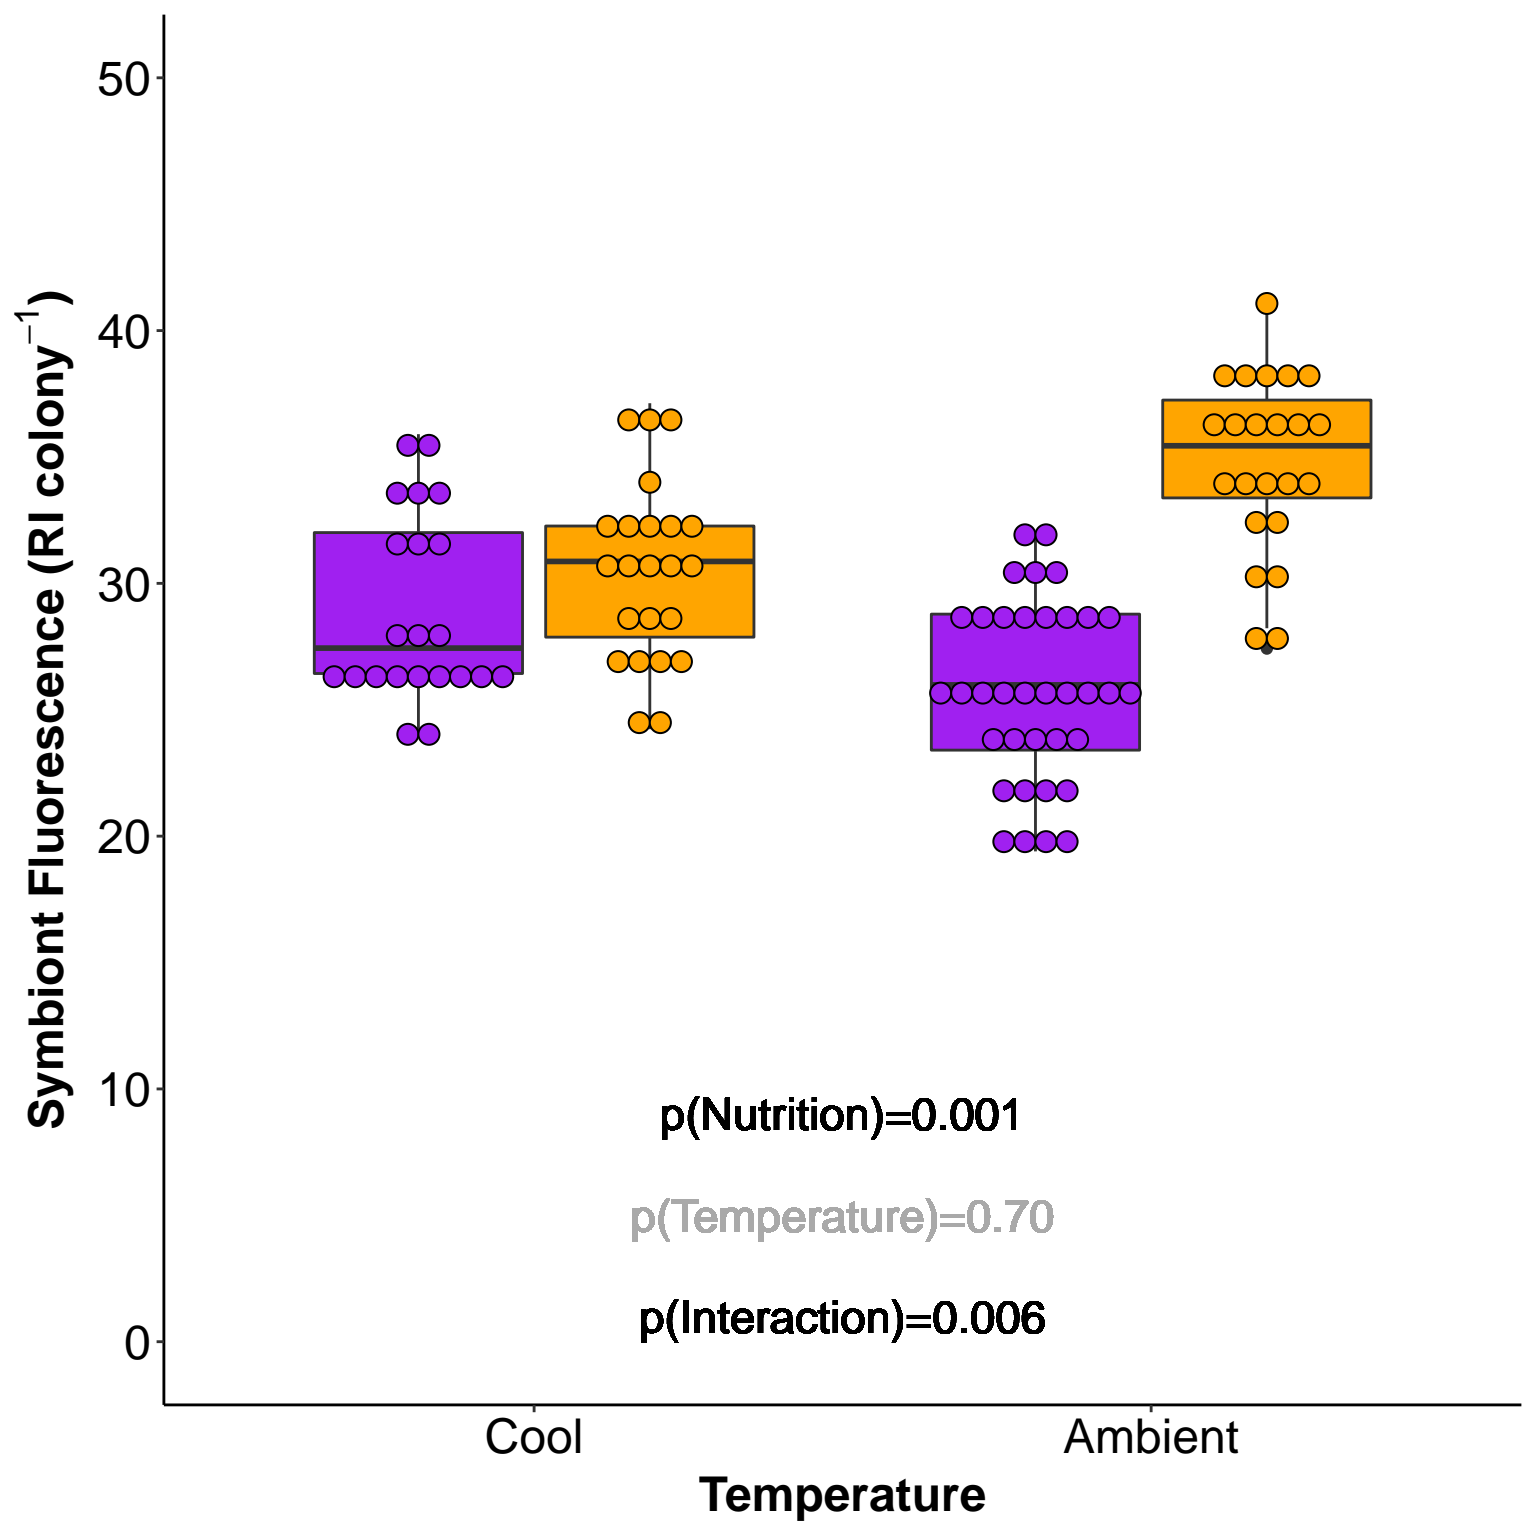 Symbiont Fluorescence (RI colony⁻¹)
50
40
30
20
10
0
p(Nutrition)=0.001
p(Temperature)=0.70
p(Interaction)=0.006
Cool Ambient
Temperature